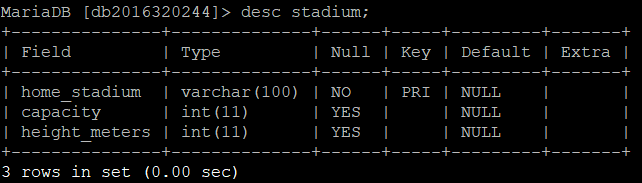 MariaDB [db2016320244]> desc stadium;
+---------------+--------------+------+-----+---------+-------+
| Field         | Type         | Null | Key | Default | Extra |
+---------------+--------------+------+-----+---------+-------+
| home_stadium  | varchar(100) | NO   | PRI | NULL    |       |
| capacity      | int(11)      | YES  |     | NULL    |       |
| height_meters | int(11)      | YES  |     | NULL    |       |
+---------------+--------------+------+-----+---------+-------+
3 rows in set (0.00 sec)